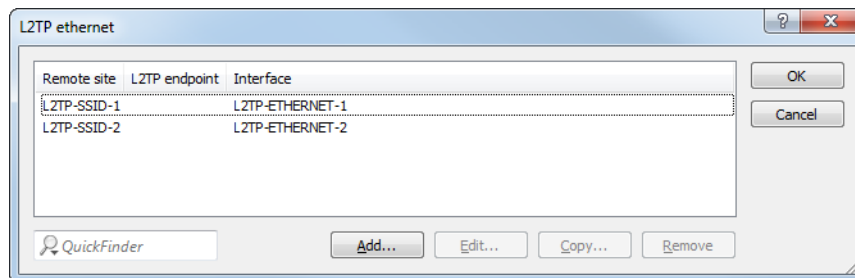 L2TP ethernet
Remote site L2TP endpoint Interface OK
L2TP-SSID-1 L2TP-ETHERNET-1
L2TP-SSID-2 L2TP-ETHERNET-2 Cancel
QuickFinder Add... Edit... Copy... Remove